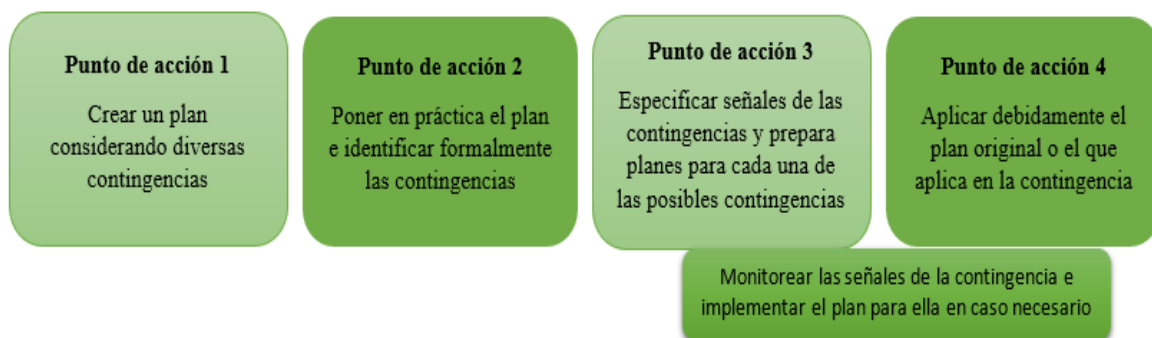 Punto de acción 1
Crear un plan
considerando diversas
contingencias
Punto de acción 2
Poner en práctica el plan
e identificar formalmente
las contingencias
Punto de acción 3
Especificar señales de las
contingencias y prepara
planes para cada una de
las posibles contingencias
Punto de acción 4
Aplicar debidamente el
plan original o el que
aplica en la contingencia
Monitorear las señales de la contingencia e
implementar el plan para ella en caso necesario